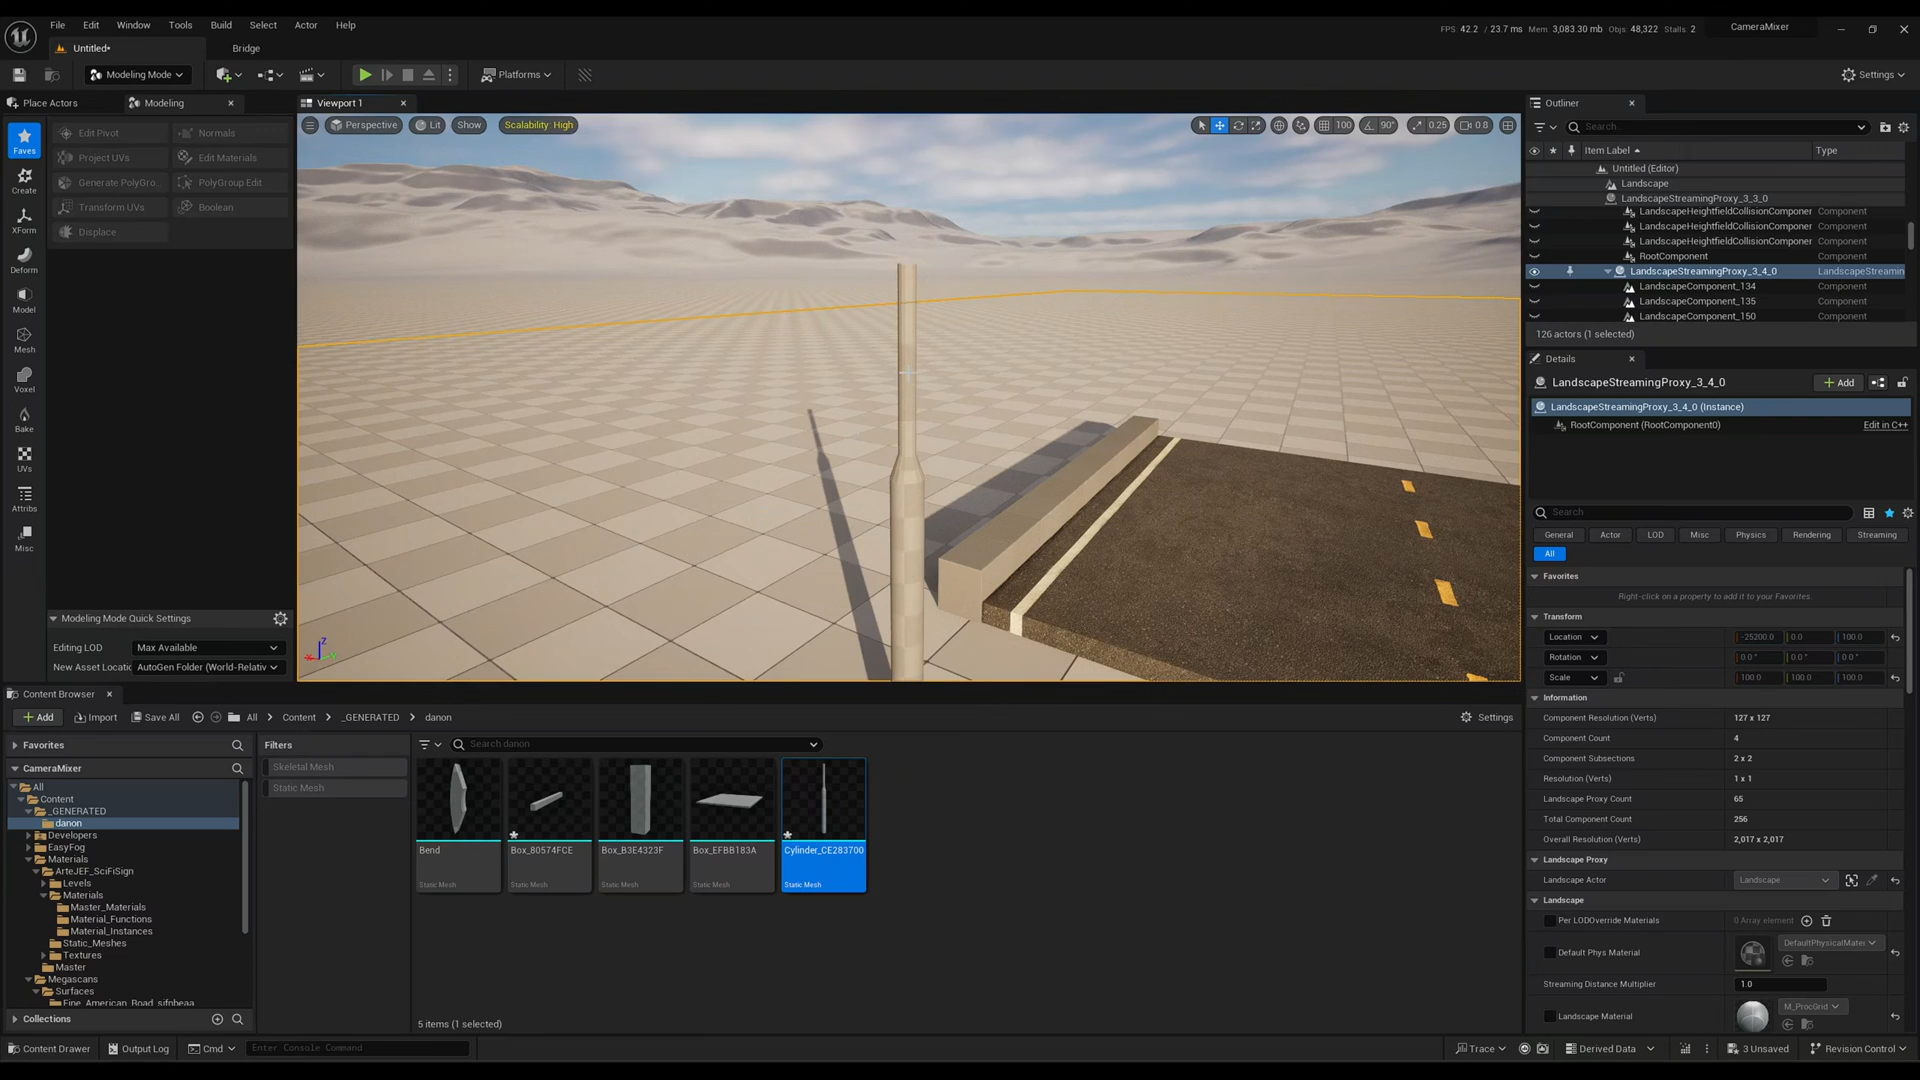 File Edit Window Tools Build Select Actor Help
FPS: 42.2 / 23.7 ms Mem: 3,083.30 mb Objs: 48,322 Stalls: 2
CameraMixer
Untitled*
Bridge
Modeling Mode
Platforms
Settings
Place Actors
Modeling
Viewport 1
Outliner
Faves
Edit Pivot
Normals
Project UVs
Edit Materials
Generate PolyGro...
PolyGroup Edit
Transform UVs
Boolean
Displace
Create
XForm
Deform
Model
Mesh
Voxel
Bake
UVs
Attribs
Misc
Modeling Mode Quick Settings
Editing LOD
Max Available
New Asset Locatic
AutoGen Folder (World-Relativ
Perspective
Lit
Show
Scalability: High
100
90°
0.25
0.8
Z
X
Y
Search...
Item Label
Type
Untitled (Editor)
Landscape
LandscapeStreamingProxy_3_3_0
LandscapeHeightfieldCollisionComponer Component
LandscapeHeightfieldCollisionComponer Component
LandscapeHeightfieldCollisionComponer Component
RootComponent Component
LandscapeStreamingProxy_3_4_0 LandscapeStreamin
LandscapeComponent_134 Component
LandscapeComponent_135 Component
LandscapeComponent_150 Component
126 actors (1 selected)
Details
LandscapeStreamingProxy_3_4_0
Add
LandscapeStreamingProxy_3_4_0 (Instance)
RootComponent (RootComponent0)
Edit in C++
Search
General Actor LOD Misc Physics Rendering Streaming
All
Favorites
Right-click on a property to add it to your Favorites.
Transform
Location -25200.0 0.0 100.0
Rotation 0.0° 0.0° 0.0°
Scale 100.0 100.0 100.0
Information
Component Resolution (Verts) 127 x 127
Component Count 4
Component Subsections 2 x 2
Resolution (Verts) 1 x 1
Landscape Proxy Count 65
Total Component Count 256
Overall Resolution (Verts) 2,017 x 2,017
Landscape Proxy
Landscape Actor Landscape
Landscape
Per LODOverride Materials 0 Array element
Default Phys Material DefaultPhysicalMater
Streaming Distance Multiplier 1.0
Landscape Material M_ProcGrid
Content Browser
Add
Import
Save All
All
Content
_GENERATED
danon
Settings
Favorites
CameraMixer
All
Content
_GENERATED
danon
Developers
EasyFog
Materials
ArteJEF_SciFiSign
Levels
Materials
Master_Materials
Material_Functions
Material_Instances
Static_Meshes
Textures
Master
Megascans
Surfaces
Fine_American_Road_sifnbeaa
Collections
Filters
Skeletal Mesh
Static Mesh
Search danon
Bend
Static Mesh
Box_80574FCE
Static Mesh
Box_B3E4323F
Static Mesh
Box_EFBB183A
Static Mesh
Cylinder_CE283700
Static Mesh
5 items (1 selected)
Content Drawer
Output Log
Cmd
Enter Console Command
Trace
Derived Data
3 Unsaved
Revision Control